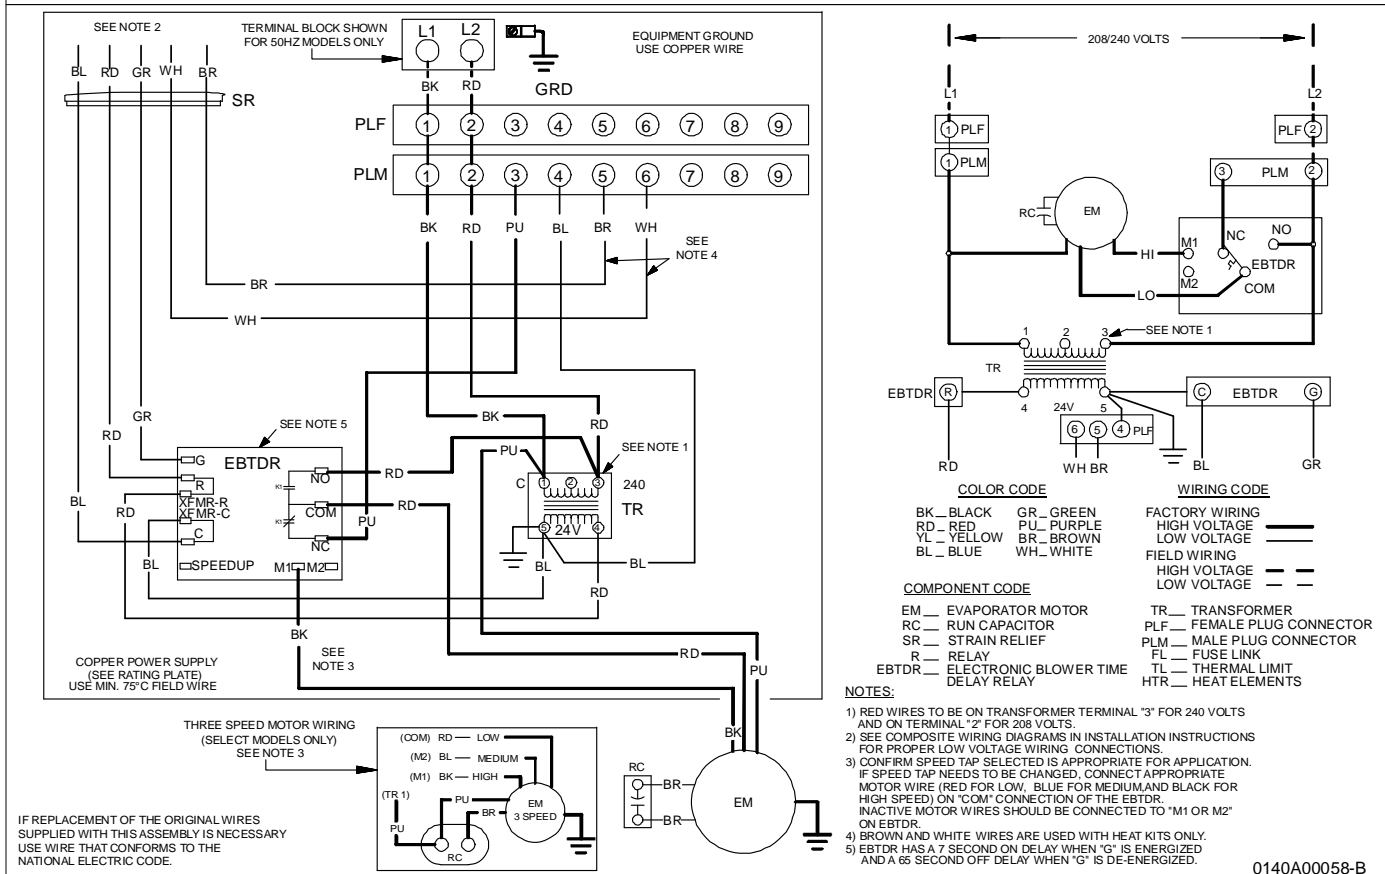 SEE NOTE 2
TERMINAL BLOCK SHOWN
FOR 50HZ MODELS ONLY
L1 L2
EQUIPMENT GROUND
USE COPPER WIRE
BL RD GR WH BR
SR
BK RD
GRD
PLF 1 2 3 4 5 6 7 8 9
PLM 1 2 3 4 5 6 7 8 9
BK RD PU BL BR WH
SEE
NOTE 4
BR
WH
GR
BK
RD
RD
SEE NOTE 5
SEE NOTE 1
PU
G
EBTDR
NO
RD
C 1 2 3 240
R
K1
XFMR-R
XFMR-C
COM
RD
TR
BL
RD
K1
PU
5 24V 4
C
NC
BL
SPEEDUP
M1 M2
BL
BL
RD
BK
SEE
NOTE 3
RD
PU
COPPER POWER SUPPLY
(SEE RATING PLATE)
USE MIN. 75°C FIELD WIRE
THREE SPEED MOTOR WIRING
(SELECT MODELS ONLY)
SEE NOTE 3
(COM) RD LOW
(M2) BL MEDIUM
(M1) BK HIGH
(TR 1)
PU
BR
EM
3 SPEED
PU
RC
BK
RC
BR
BR
EM
IF REPLACEMENT OF THE ORIGINAL WIRES
SUPPLIED WITH THIS ASSEMBLY IS NECESSARY
USE WIRE THAT CONFORMS TO THE
NATIONAL ELECTRIC CODE.
208/240 VOLTS
L1 L2
1 PLF
PLF 2
1 PLM
3 PLM 2
RC
EM
HI
LO
M1
M2
NC
NO
EBTDR
COM
1 2 3
SEE NOTE 1
TR
EBTDR R
4 24V 5
C EBTDR G
6 5 4 PLF
RD WH BR BL GR
COLOR CODE
BK BLACK GR GREEN
RD RED PU PURPLE
YL YELLOW BR BROWN
BL BLUE WH WHITE
WIRING CODE
FACTORY WIRING
HIGH VOLTAGE
LOW VOLTAGE
FIELD WIRING
HIGH VOLTAGE
LOW VOLTAGE
COMPONENT CODE
EM EVAPORATOR MOTOR
RC RUN CAPACITOR
SR STRAIN RELIEF
R RELAY
EBTDR ELECTRONIC BLOWER TIME
DELAY RELAY
TR TRANSFORMER
PLF FEMALE PLUG CONNECTOR
PLM MALE PLUG CONNECTOR
FL FUSE LINK
TL THERMAL LIMIT
HTR HEAT ELEMENTS
NOTES:
1) RED WIRES TO BE ON TRANSFORMER TERMINAL "3" FOR 240 VOLTS
AND ON TERMINAL "2" FOR 208 VOLTS.
2) SEE COMPOSITE WIRING DIAGRAMS IN INSTALLATION INSTRUCTIONS
FOR PROPER LOW VOLTAGE WIRING CONNECTIONS.
3) CONFIRM SPEED TAP SELECTED IS APPROPRIATE FOR APPLICATION.
IF SPEED TAP NEEDS TO BE CHANGED, CONNECT APPROPRIATE
MOTOR WIRE (RED FOR LOW, BLUE FOR MEDIUM,AND BLACK FOR
HIGH SPEED) ON "COM" CONNECTION OF THE EBTDR.
INACTIVE MOTOR WIRES SHOULD BE CONNECTED TO "M1 OR M2"
ON EBTDR.
4) BROWN AND WHITE WIRES ARE USED WITH HEAT KITS ONLY.
5) EBTDR HAS A 7 SECOND ON DELAY WHEN "G" IS ENERGIZED
AND A 65 SECOND OFF DELAY WHEN "G" IS DE-ENERGIZED.
0140A00058-B